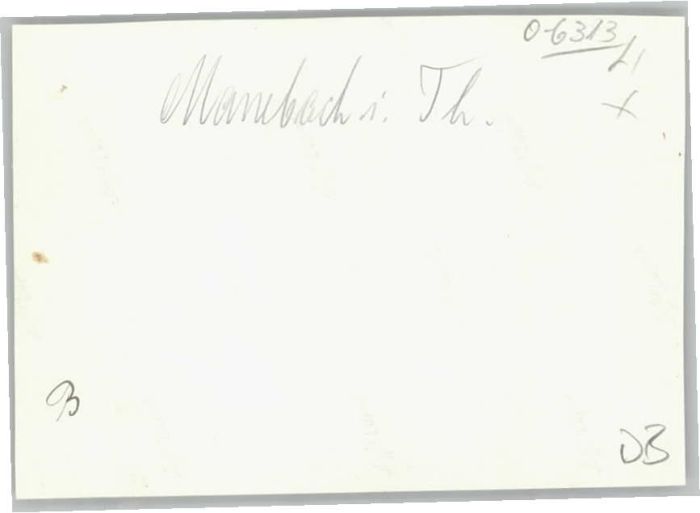 0-6313
Manebach i. Th.
B
DB